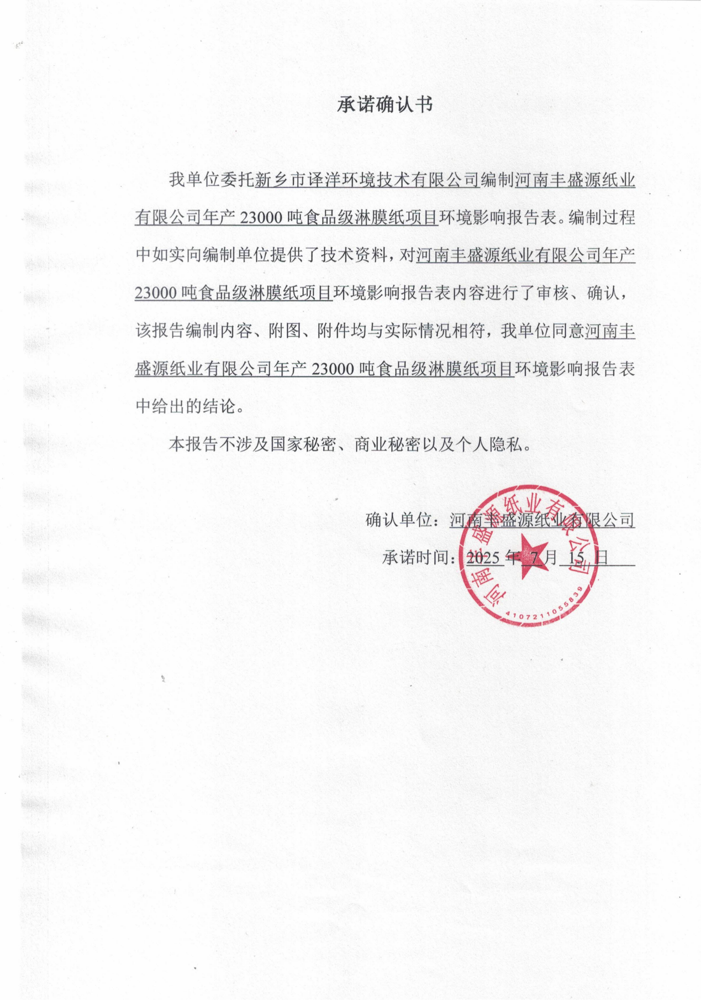 承诺确认书
我单位委托新乡市译洋环境技术有限公司编制河南丰盛源纸业
有限公司年产 23000 吨食品级淋膜纸项目环境影响报告表。编制过程
中如实向编制单位提供了技术资料，对河南丰盛源纸业有限公司年产
23000 吨食品级淋膜纸项目环境影响报告表内容进行了审核、确认，
该报告编制内容、附图、附件均与实际情况相符，我单位同意河南丰
盛源纸业有限公司年产 23000 吨食品级淋膜纸项目环境影响报告表
中给出的结论。
本报告不涉及国家秘密、商业秘密以及个人隐私。
确认单位：河南丰盛源纸业有限公司
承诺时间：2025 年 7 月 15 日
河南丰盛源纸业有限公司
4107211055839